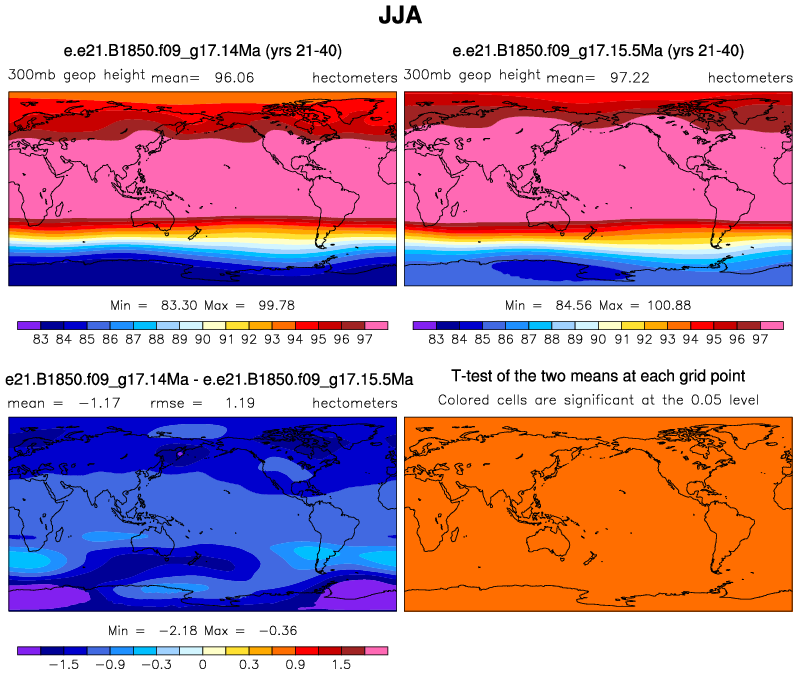 JJA
e.e21.B1850.f09_g17.14Ma (yrs 21-40)
300mb geop height mean= 96.06 hectometers
Min = 83.30 Max = 99.78
83 84 85 86 87 88 89 90 91 92 93 94 95 96 97
e.e21.B1850.f09_g17.15.5Ma (yrs 21-40)
300mb geop height mean= 97.22 hectometers
Min = 84.56 Max = 100.88
83 84 85 86 87 88 89 90 91 92 93 94 95 96 97
e21.B1850.f09_g17.14Ma - e.e21.B1850.f09_g17.15.5Ma
mean = -1.17 rmse = 1.19 hectometers
Min = -2.18 Max = -0.36
-1.5 -0.9 -0.3 0 0.3 0.9 1.5
T-test of the two means at each grid point
Colored cells are significant at the 0.05 level